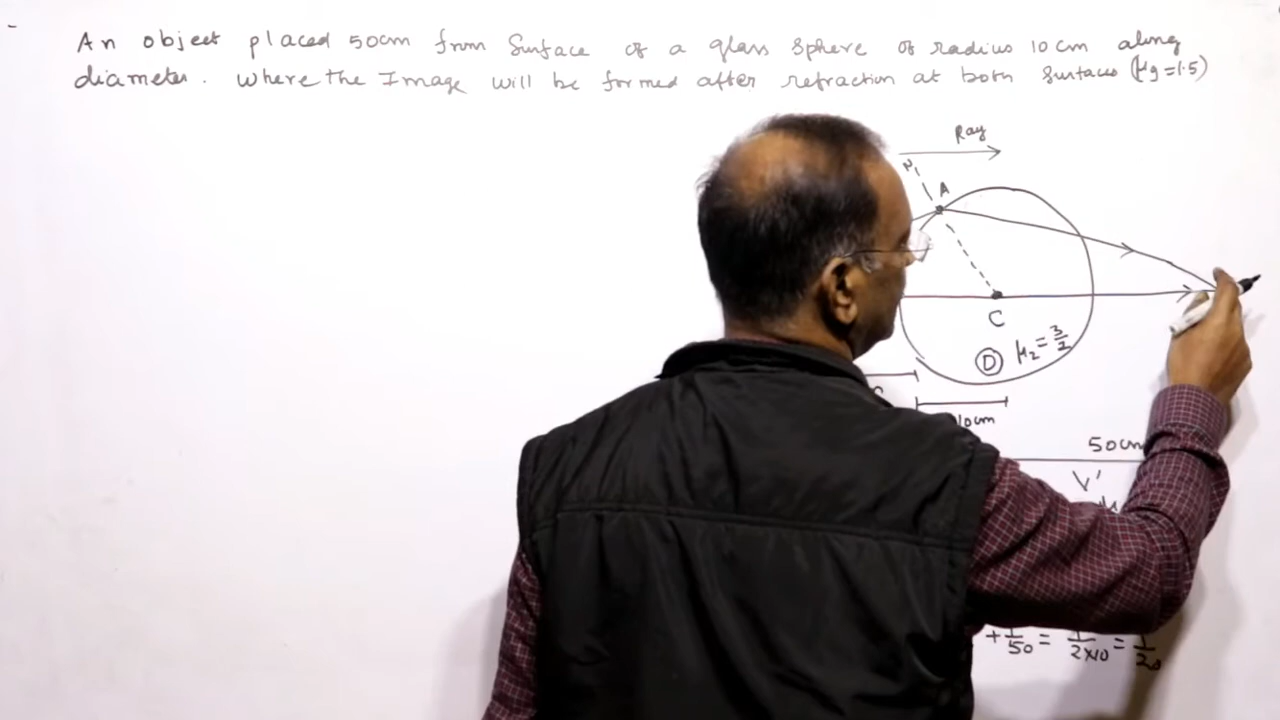 An object placed 50cm from Surface of a glass sphere of radius 10 cm along
diameter. where the Image will be formed after refraction at both surfaces (μg=1.5)
Ray
N
A
C
D μ₂=3/2
10cm
50cm
V'
+1/50 = 1/2×10 = 1/20